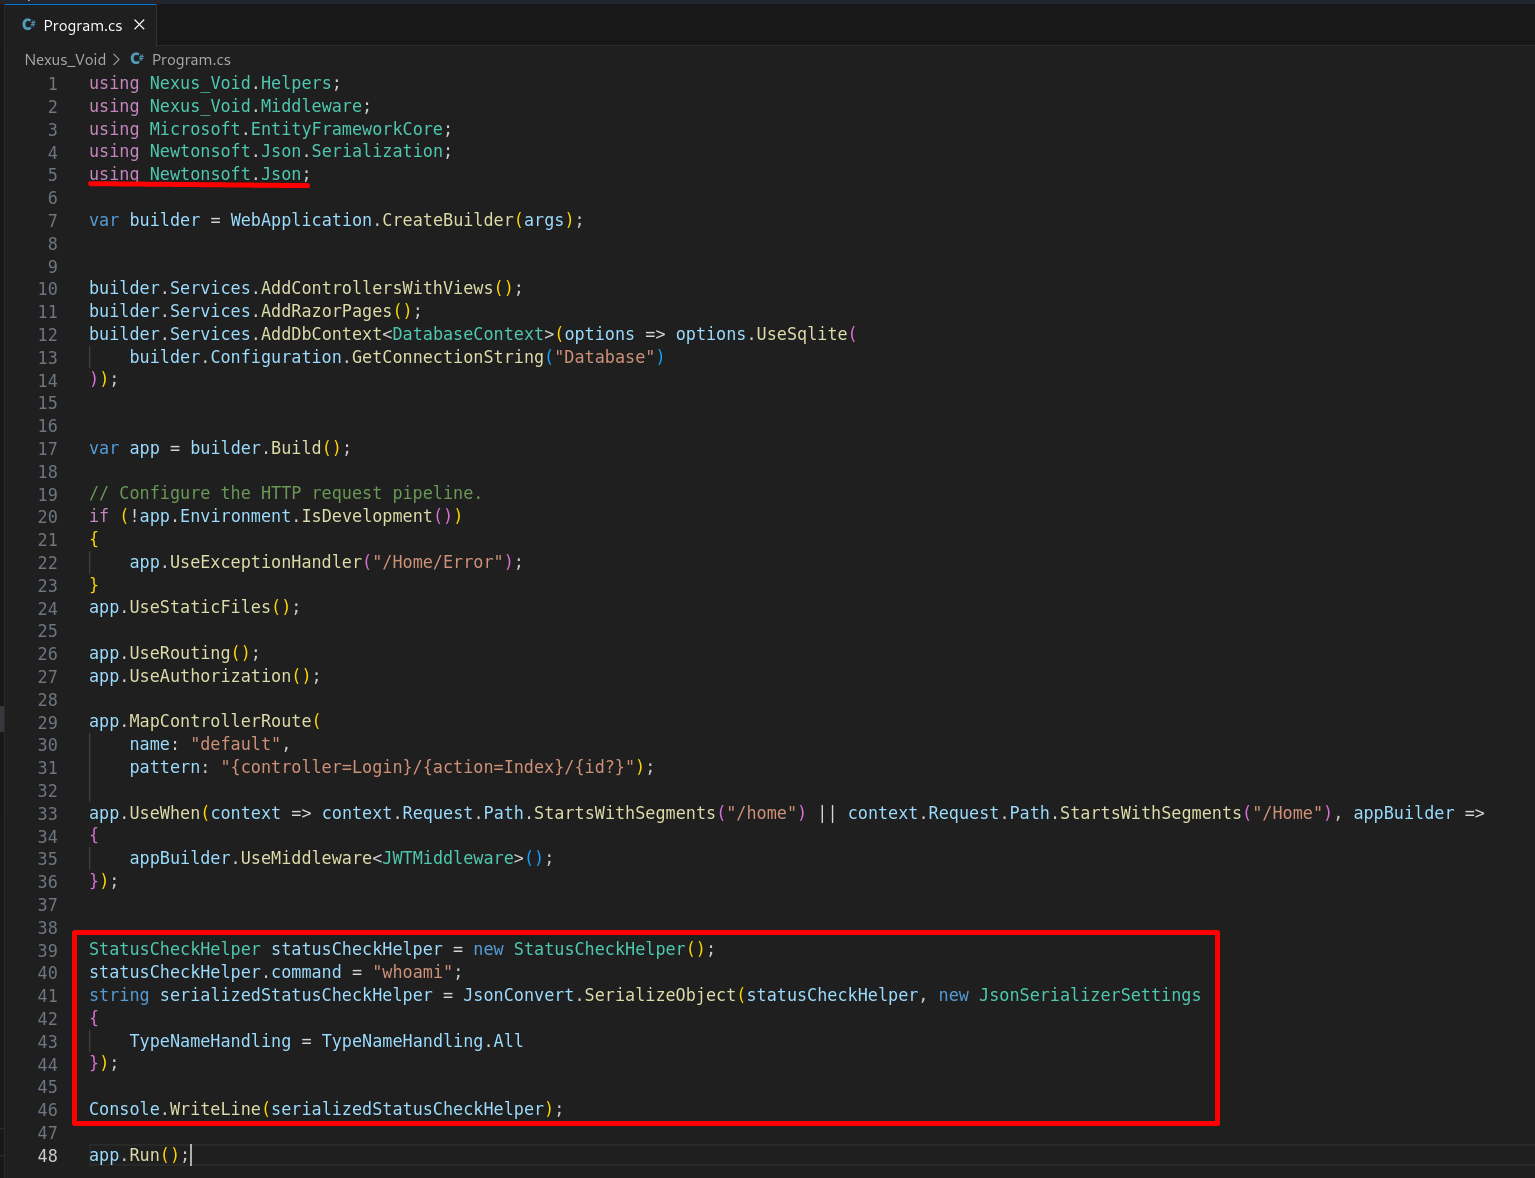 Program.cs
Nexus_Void > Program.cs
1 using Nexus_Void.Helpers;
2 using Nexus_Void.Middleware;
3 using Microsoft.EntityFrameworkCore;
4 using Newtonsoft.Json.Serialization;
5 using Newtonsoft.Json;
6
7 var builder = WebApplication.CreateBuilder(args);
8
9
10 builder.Services.AddControllersWithViews();
11 builder.Services.AddRazorPages();
12 builder.Services.AddDbContext<DatabaseContext>(options => options.UseSqlite(
13     builder.Configuration.GetConnectionString("Database")
14 ));
15
16
17 var app = builder.Build();
18
19 // Configure the HTTP request pipeline.
20 if (!app.Environment.IsDevelopment())
21 {
22     app.UseExceptionHandler("/Home/Error");
23 }
24 app.UseStaticFiles();
25
26 app.UseRouting();
27 app.UseAuthorization();
28
29 app.MapControllerRoute(
30     name: "default",
31     pattern: "{controller=Login}/{action=Index}/{id?}");
32
33 app.UseWhen(context => context.Request.Path.StartsWithSegments("/home") || context.Request.Path.StartsWithSegments("/Home"), appBuilder =>
34 {
35     appBuilder.UseMiddleware<JWTMiddleware>();
36 });
37
38
39 StatusCheckHelper statusCheckHelper = new StatusCheckHelper();
40 statusCheckHelper.command = "whoami";
41 string serializedStatusCheckHelper = JsonConvert.SerializeObject(statusCheckHelper, new JsonSerializerSettings
42 {
43     TypeNameHandling = TypeNameHandling.All
44 });
45
46 Console.WriteLine(serializedStatusCheckHelper);
47
48 app.Run();